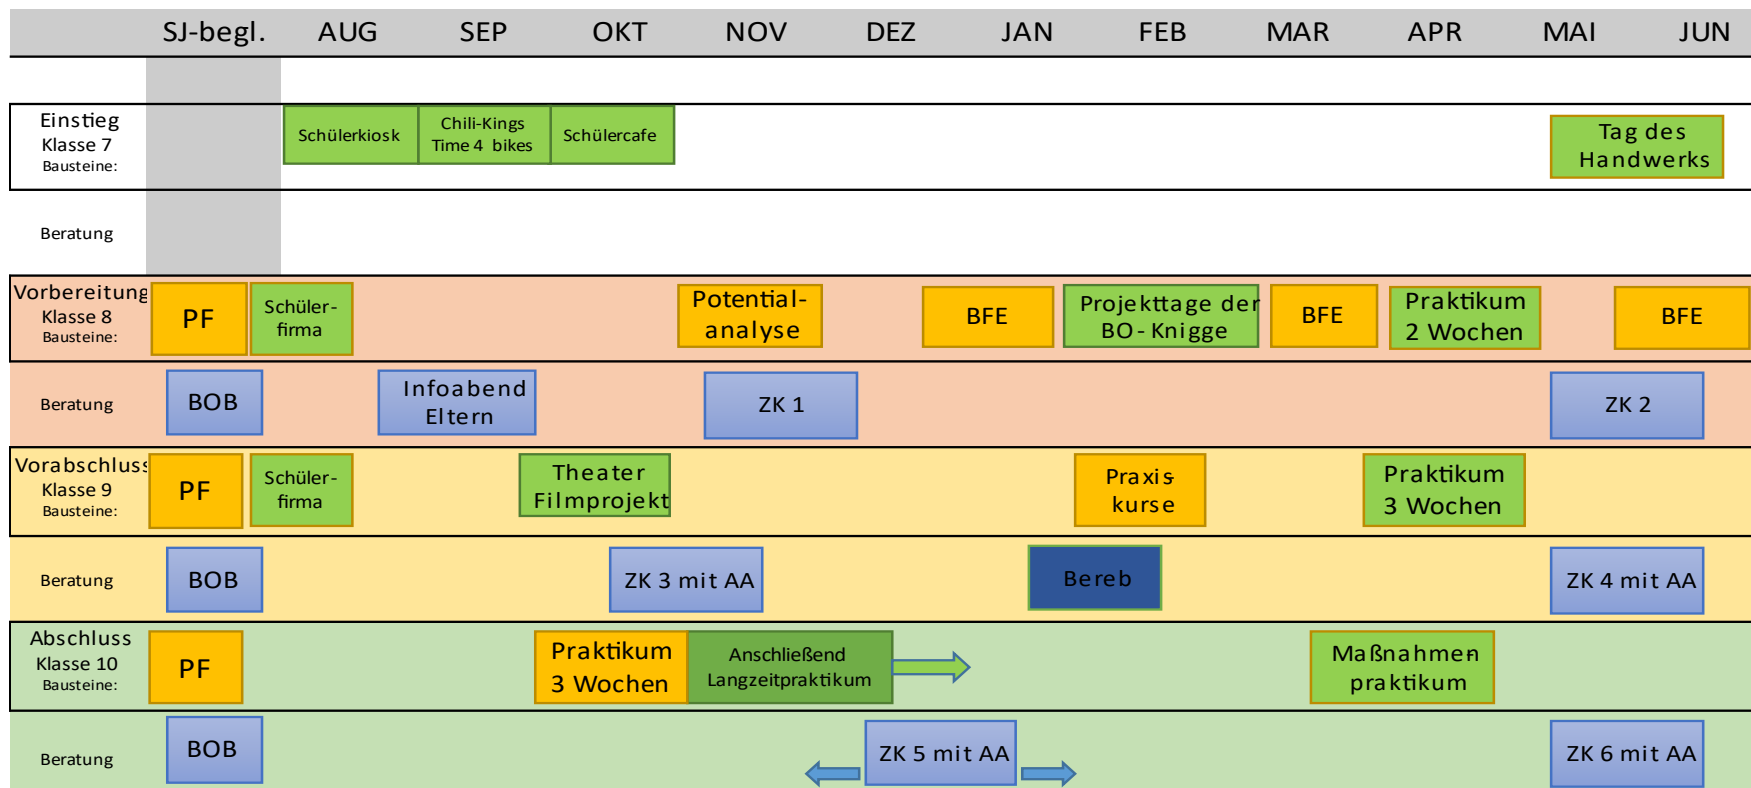 SJ-begl. AUG SEP OKT NOV DEZ JAN FEB MAR APR MAI JUN
Einstieg
Klasse 7
Bausteine:
Schülerkiosk
Chili-Kings
Time 4 bikes
Schülercafe
Tag des
Handwerks
Beratung
Vorbereitung
Klasse 8
Bausteine:
PF
Schüler-
firma
Potential-
analyse
BFE
Projekttage der
BO-Knigge
BFE
Praktikum
2 Wochen
BFE
Beratung
BOB
Infoabend
Eltern
ZK 1
ZK 2
Vorabschluss
Klasse 9
Bausteine:
PF
Schüler-
firma
Theater
Filmprojekt
Praxis-
kurse
Praktikum
3 Wochen
Beratung
BOB
ZK 3 mit AA
Bereb
ZK 4 mit AA
Abschluss
Klasse 10
Bausteine:
PF
Praktikum
3 Wochen
Anschließend
Langzeitpraktikum
Maßnahmen-
praktikum
Beratung
BOB
ZK 5 mit AA
ZK 6 mit AA